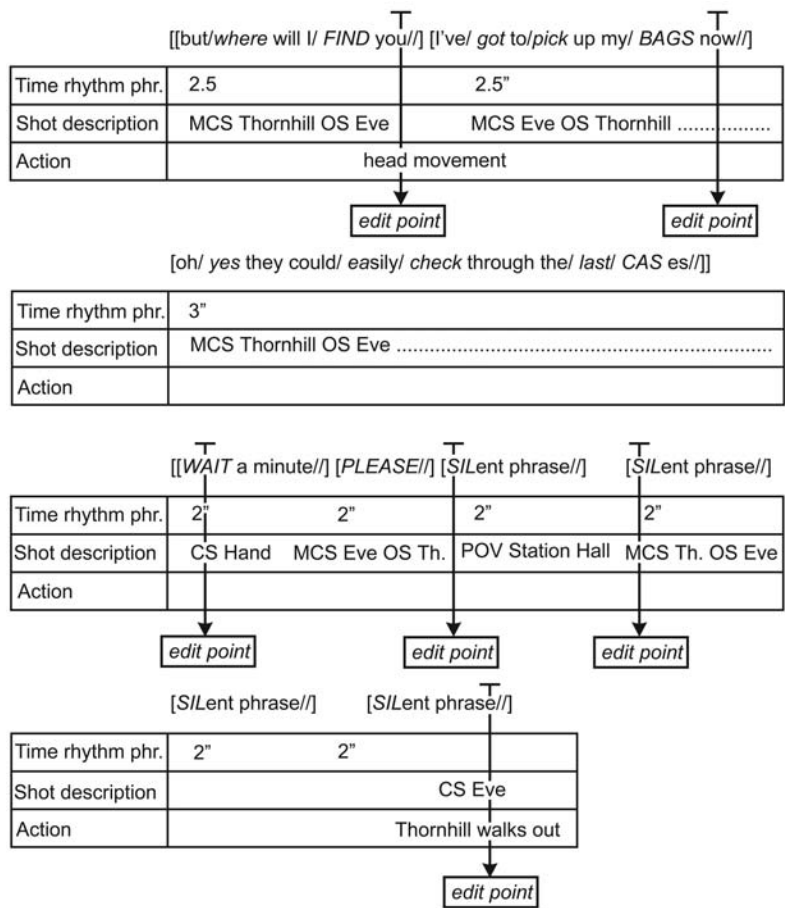 [[but/where will I/ FIND you//] [I've/ got to/pick up my/ BAGS now//]
Time rhythm phr. 2.5 2.5”
Shot description MCS Thornhill OS Eve MCS Eve OS Thornhill ..................
Action head movement
edit point edit point
[oh/ yes they could/ easily/ check through the/ last/ CAS es//]]
Time rhythm phr. 3”
Shot description MCS Thornhill OS Eve ........................................................................
Action
[[WAIT a minute//] [PLEASE//] [SILent phrase//] [SILent phrase//]
Time rhythm phr. 2” 2” 2” 2”
Shot description CS Hand MCS Eve OS Th. POV Station Hall MCS Th. OS Eve
Action
edit point edit point edit point
[SILent phrase//] [SILent phrase//]
Time rhythm phr. 2” 2”
Shot description CS Eve
Action Thornhill walks out
edit point